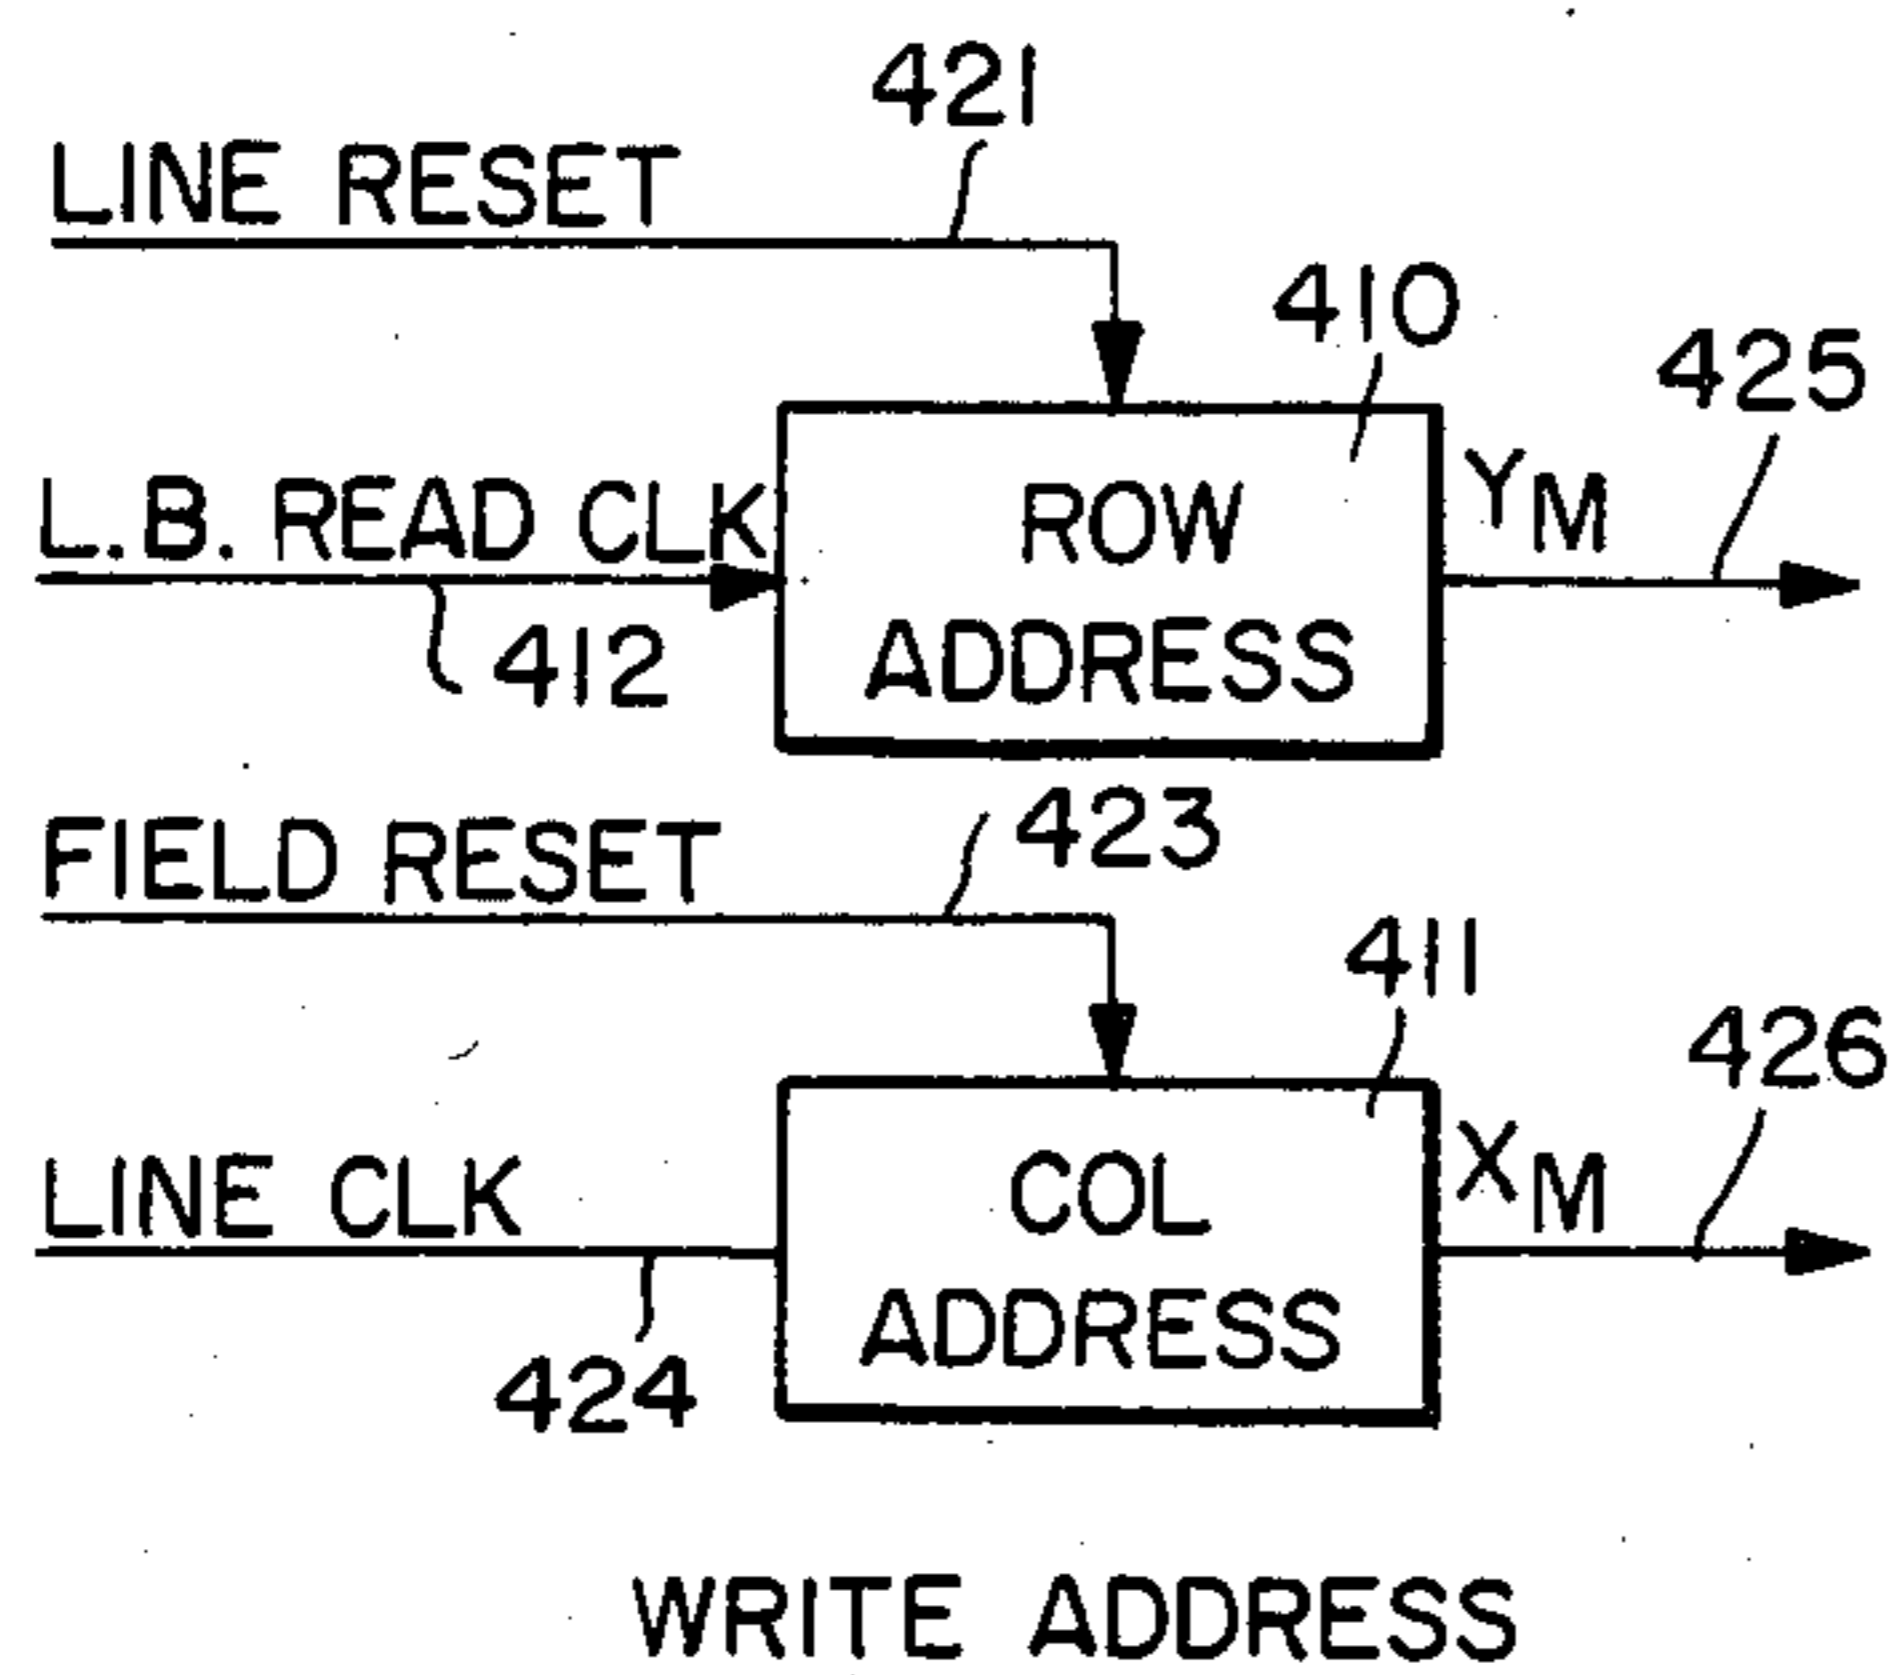 421
LINE RESET
410
425
L.B. READ CLK
ROW
ADDRESS
YM
412
FIELD RESET
423
411
426
LINE CLK
COL
ADDRESS
XM
424
WRITE ADDRESS